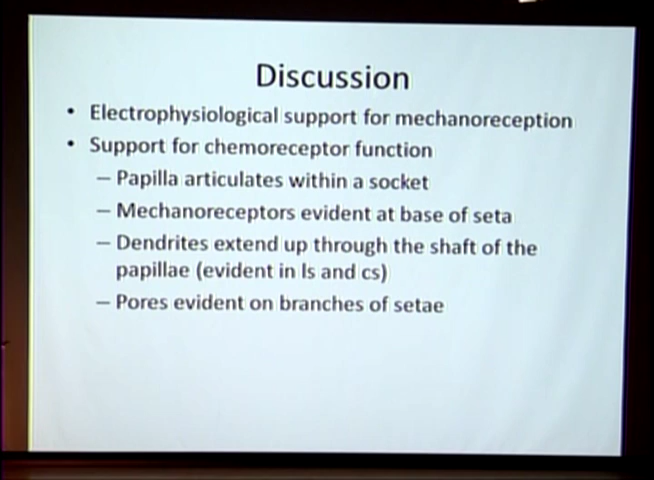 Discussion
• Electrophysiological support for mechanoreception
• Support for chemoreceptor function
– Papilla articulates within a socket
– Mechanoreceptors evident at base of seta
– Dendrites extend up through the shaft of the
papillae (evident in ls and cs)
– Pores evident on branches of setae